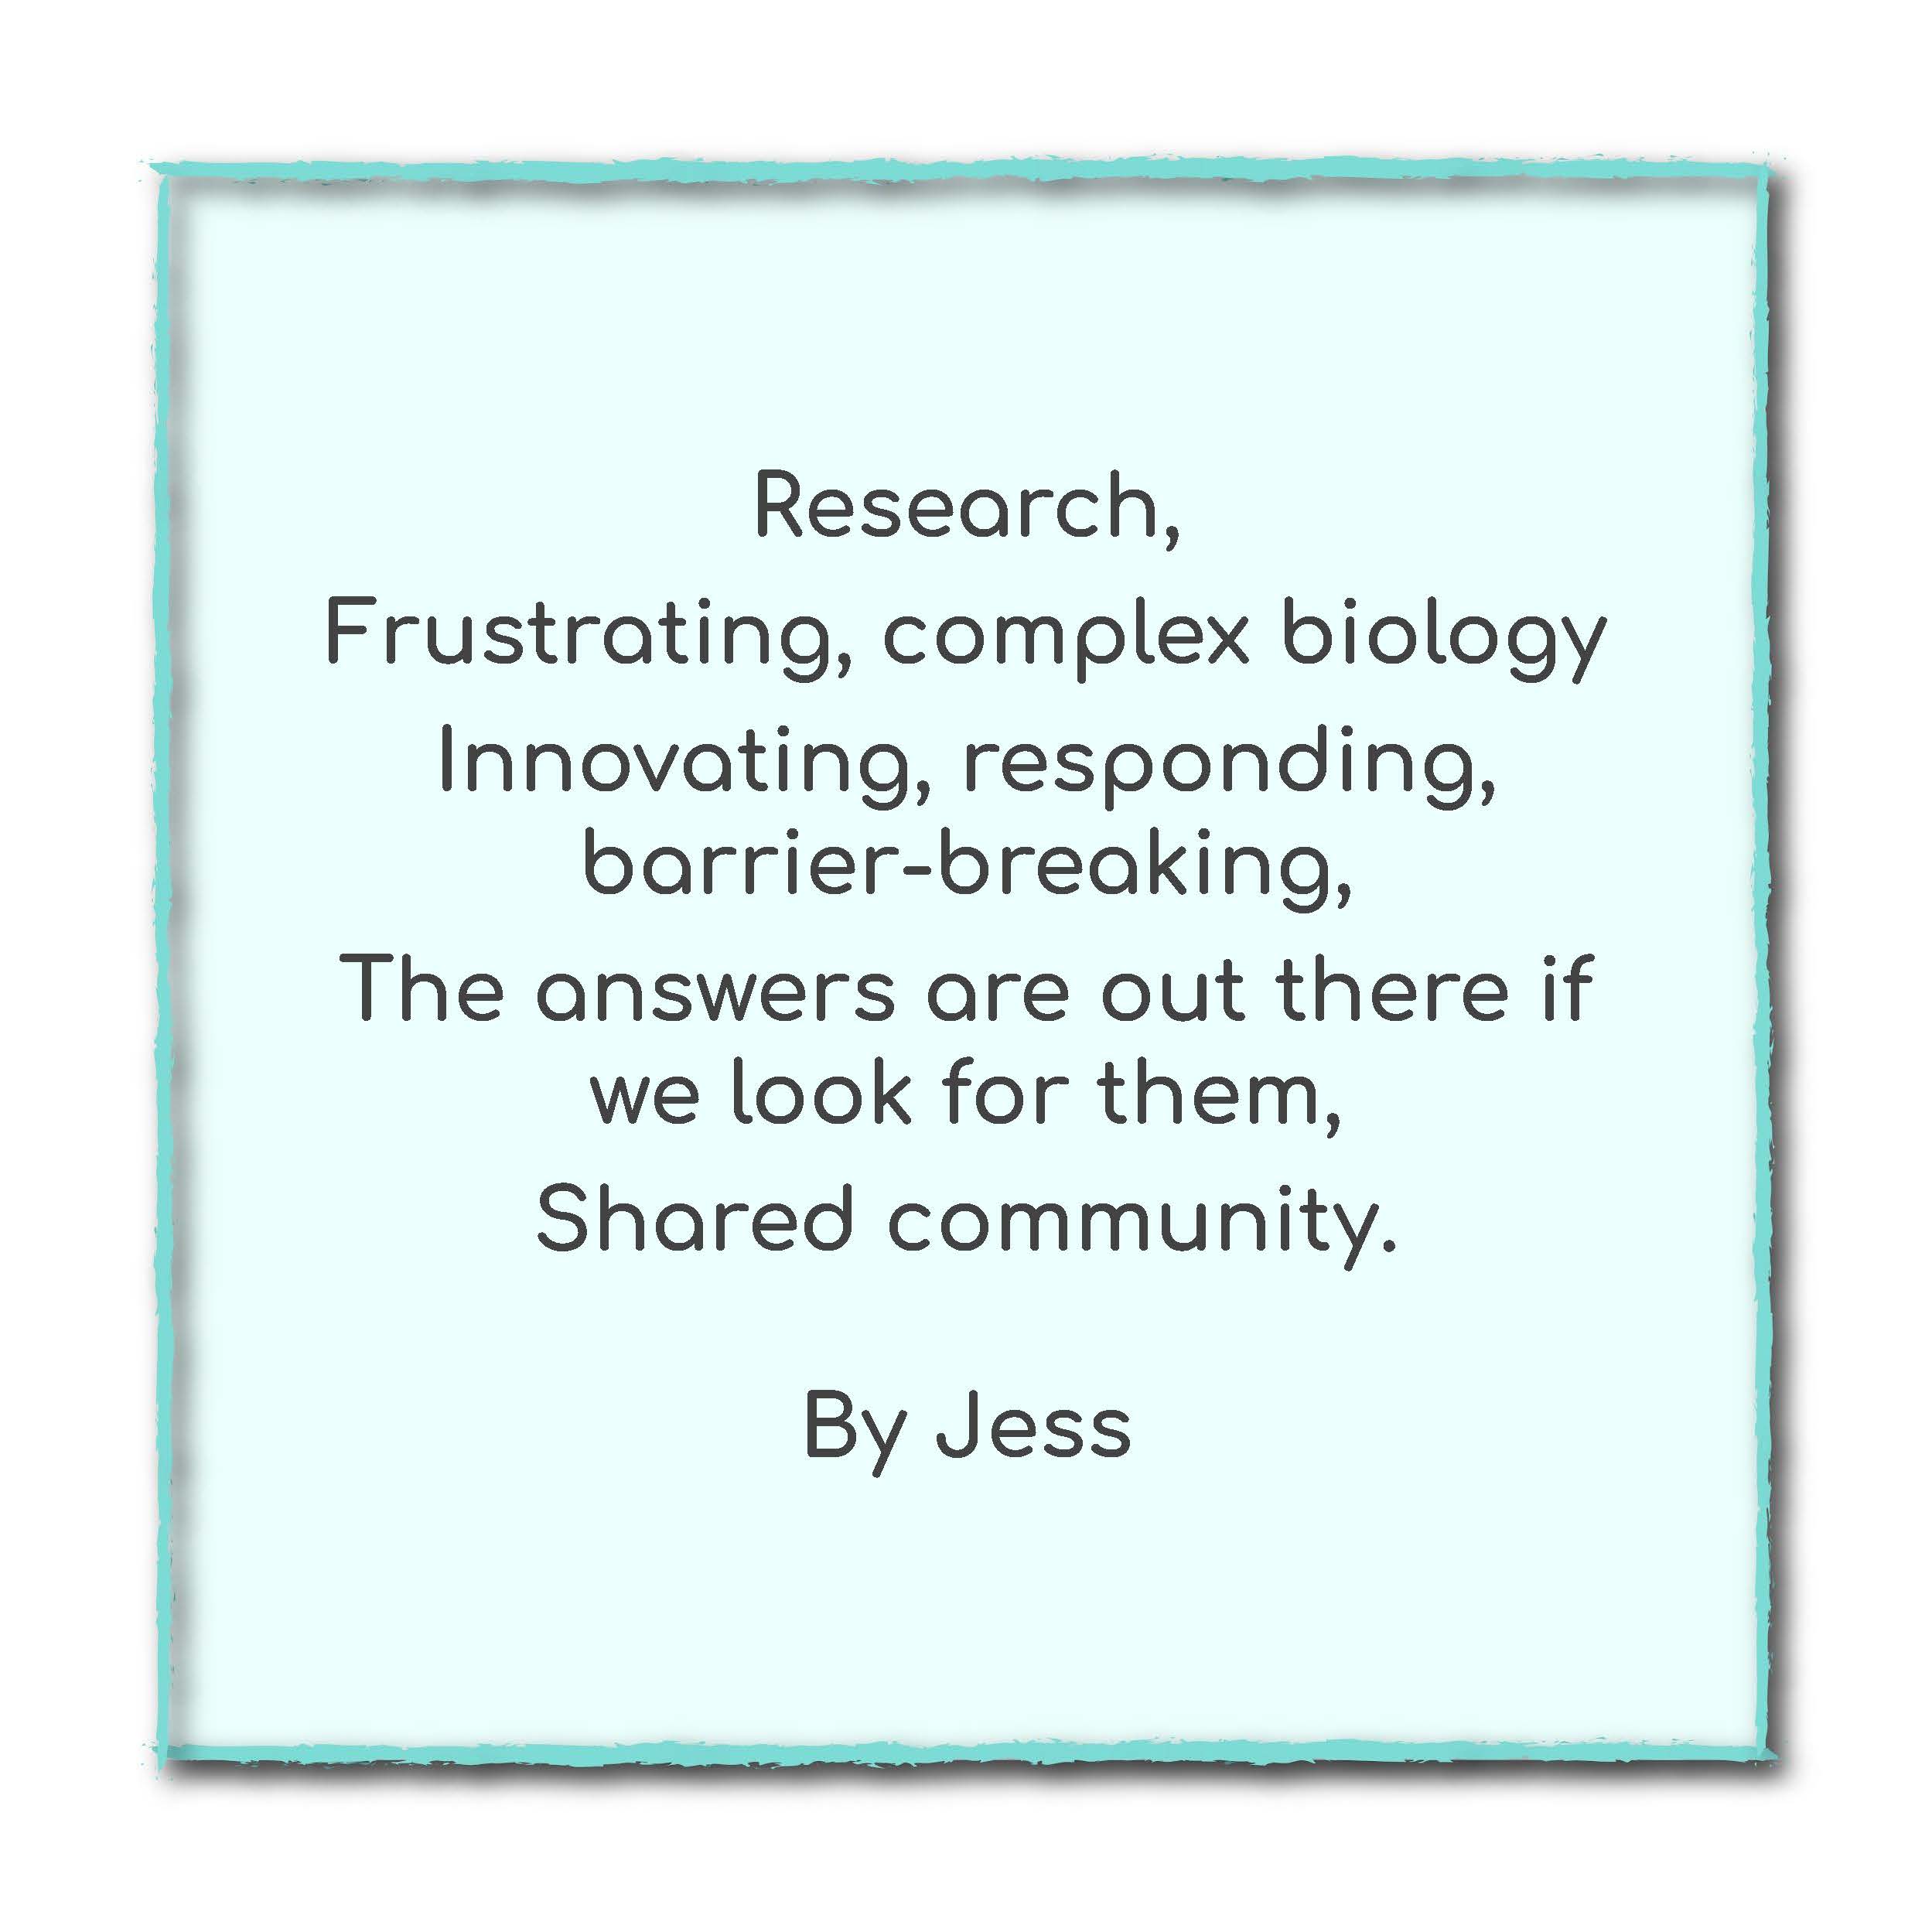 Research,
Frustrating, complex biology
Innovating, responding,
barrier-breaking,
The answers are out there if
we look for them,
Shared community.
By Jess